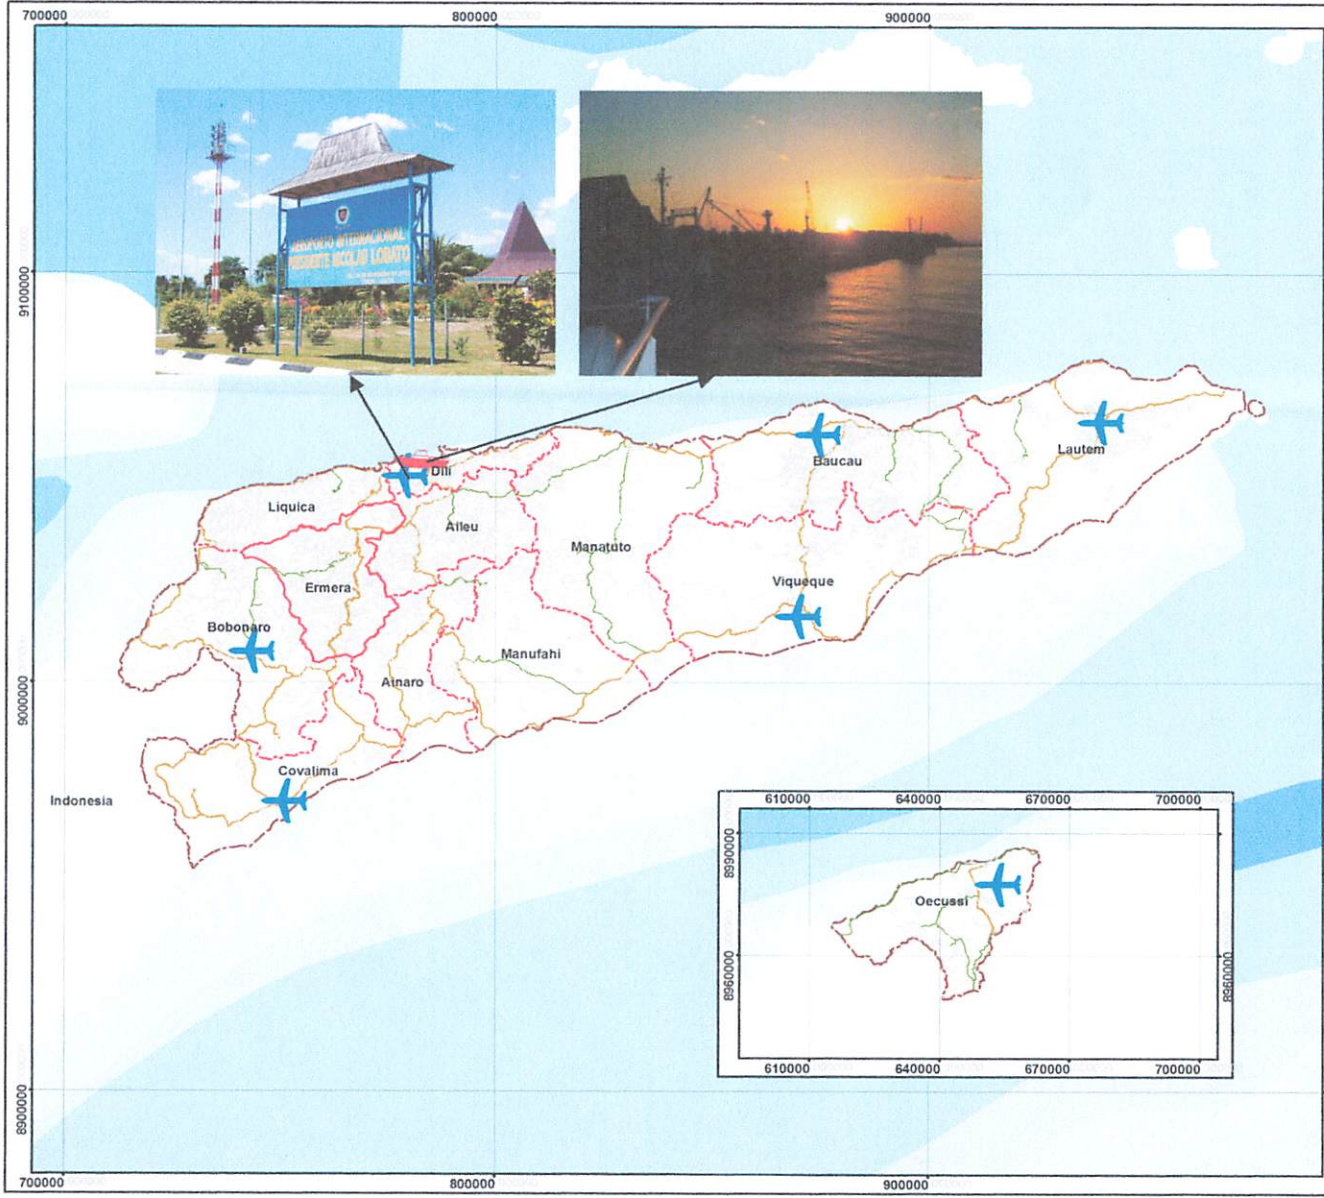 700000
800000
900000
AEROPORTO INTERNACIONAL
PRESIDENTE NICOLAU LOBATO
9100000
Lautem
Baucau
Dili
Liquica
Aileu
Manatuto
Ermera
Viqueque
Bobonaro
Manufahi
9000000
Ainaro
Covalima
Indonesia
610000
640000
670000
700000
8990000
Oecussi
8960000
8960000
610000
640000
670000
700000
8900000
700000
800000
900000